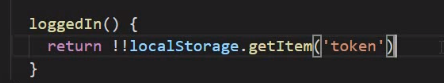 loggedIn() {
return !!localStorage.getItem('token')
}